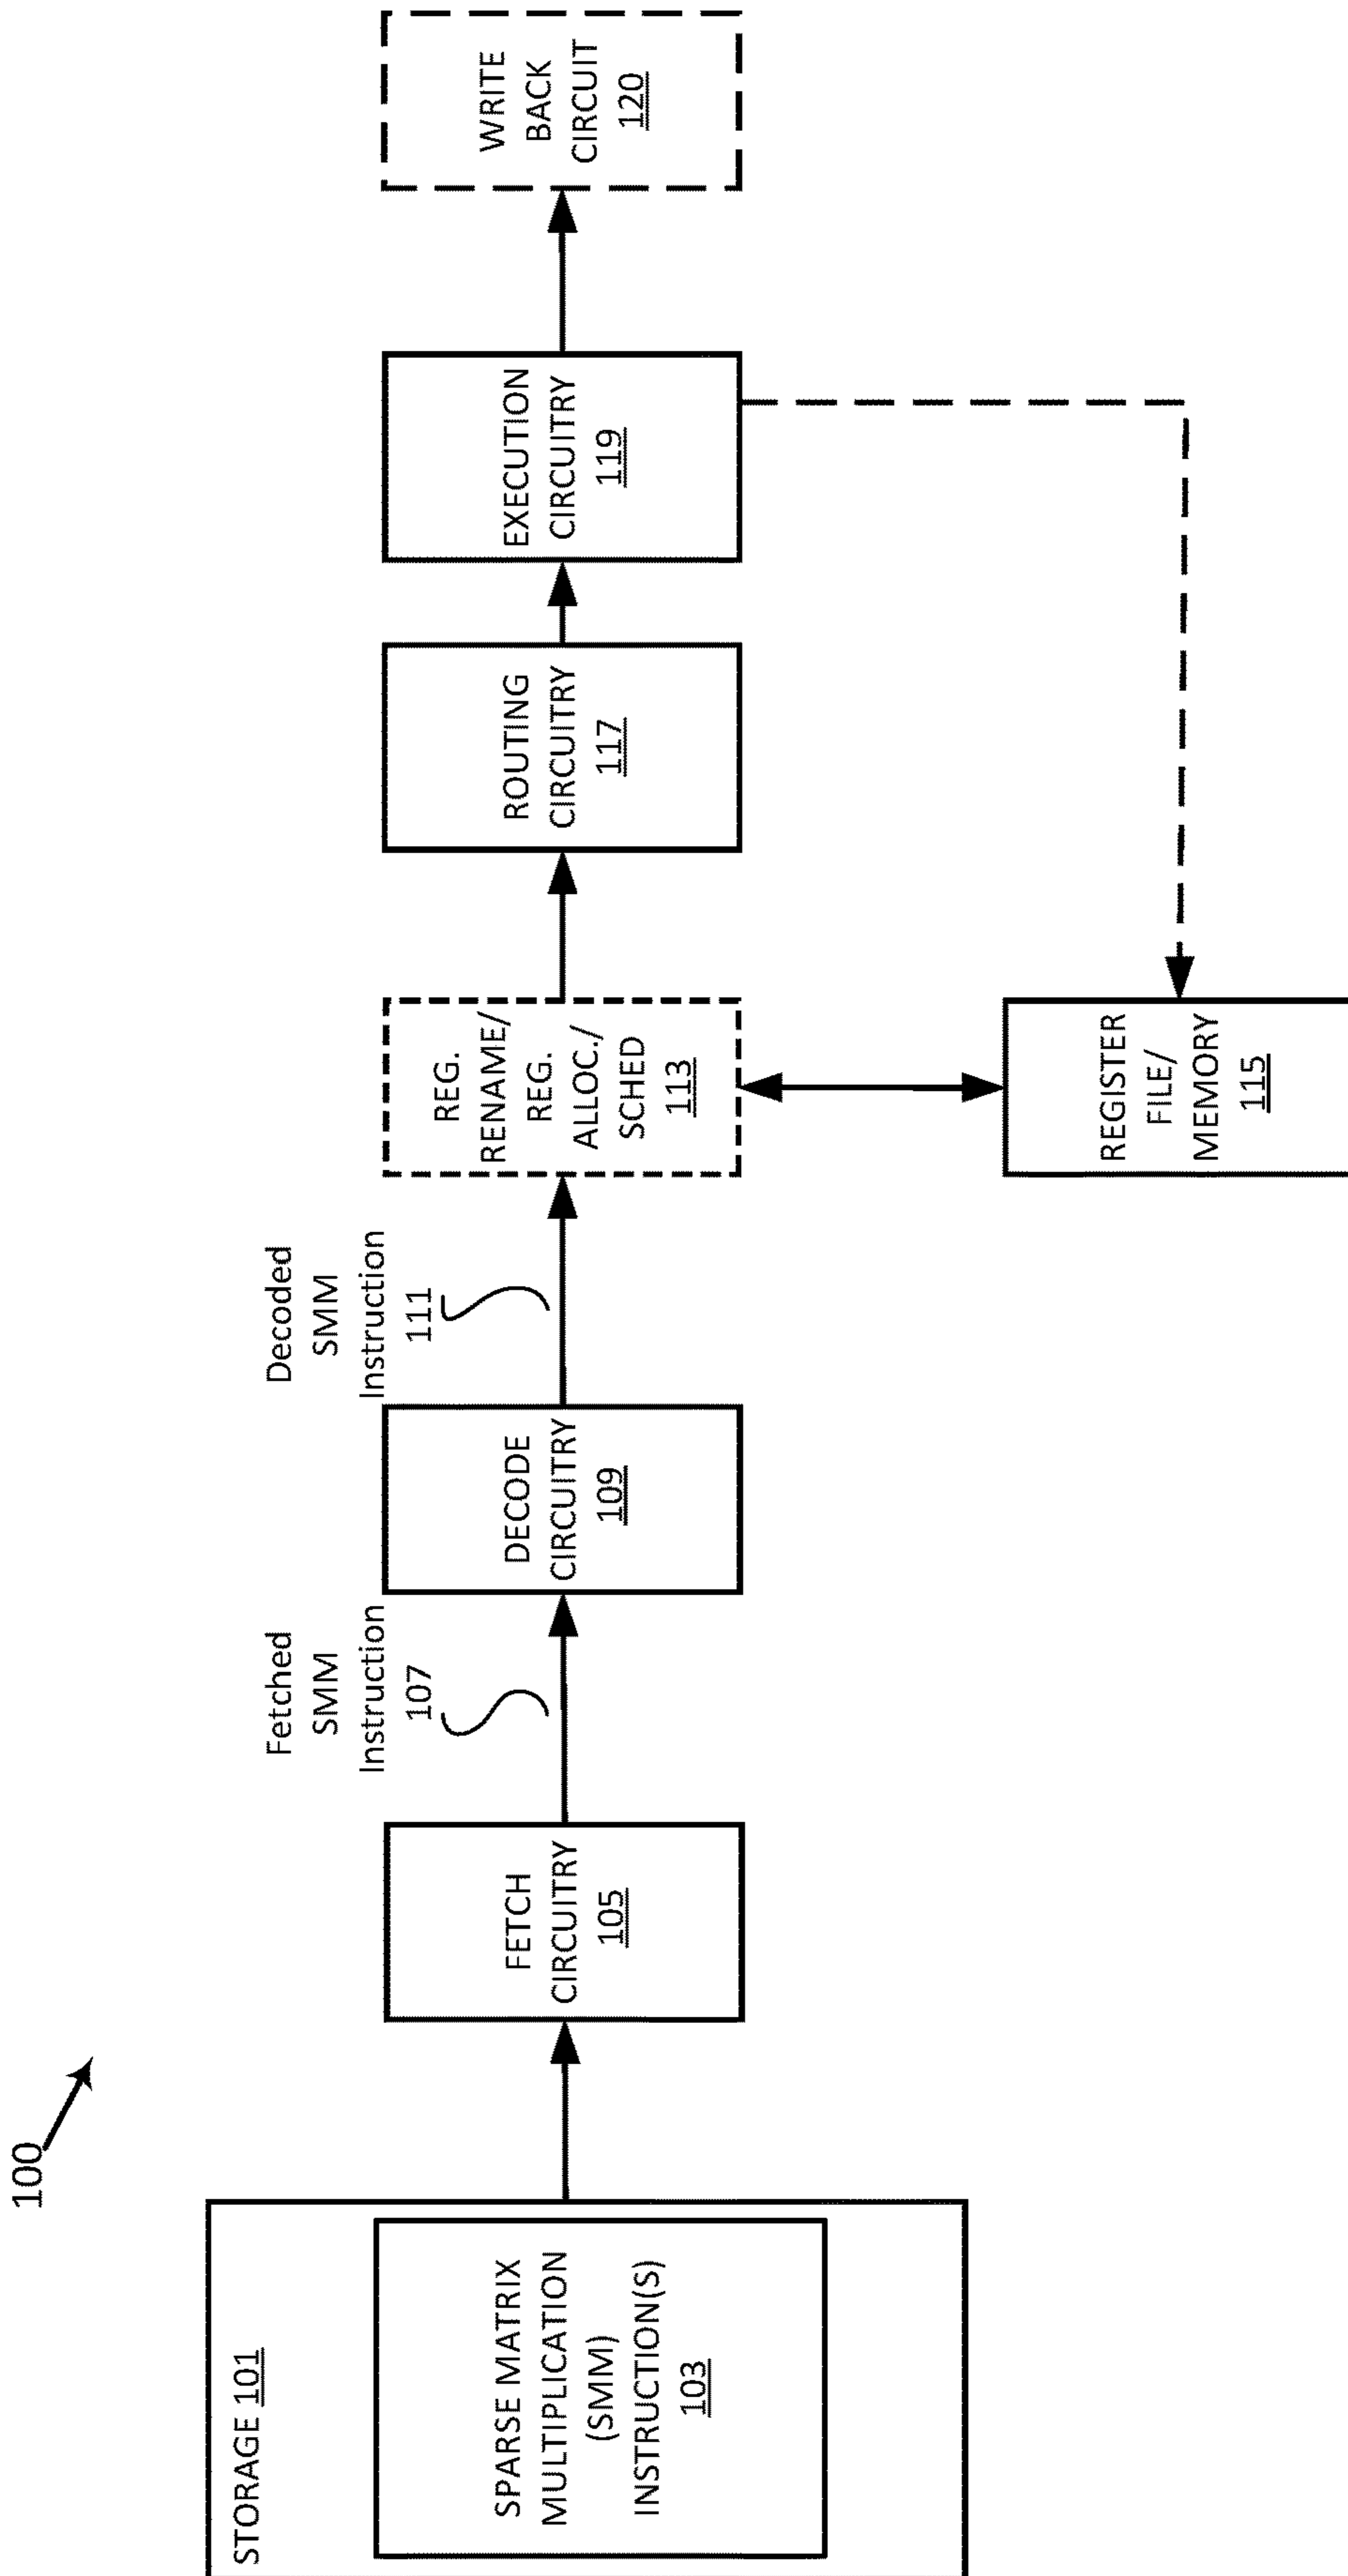 100
STORAGE 101
SPARSE MATRIX
MULTIPLICATION
(SMM)
INSTRUCTION(S)
103
FETCH
CIRCUITRY
105
Fetched
SMM
Instruction
107
DECODE
CIRCUITRY
109
Decoded
SMM
Instruction
111
REG.
RENAME/
REG.
ALLOC./
SCHED
113
REGISTER
FILE/
MEMORY
115
ROUTING
CIRCUITRY
117
EXECUTION
CIRCUITRY
119
WRITE
BACK
CIRCUIT
120